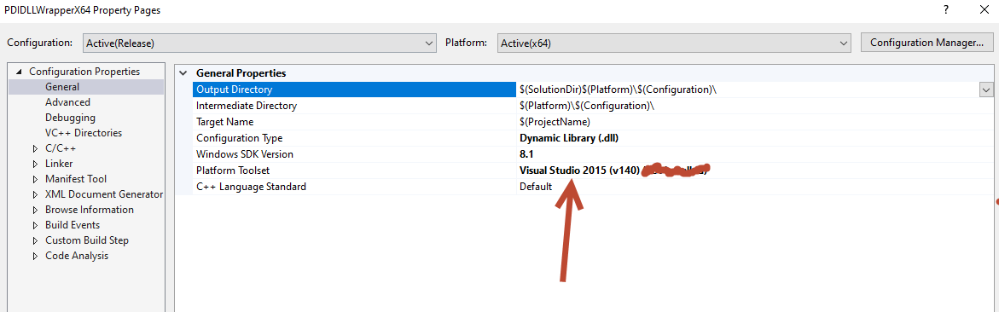 PDIDLLWrapperX64 Property Pages
?
Configuration: Active(Release) Platform: Active(x64) Configuration Manager...
Configuration Properties
General
Advanced
Debugging
VC++ Directories
C/C++
Linker
Manifest Tool
XML Document Generator
Browse Information
Build Events
Custom Build Step
Code Analysis
General Properties
Output Directory $(SolutionDir)$(Platform)\$(Configuration)\
Intermediate Directory $(Platform)\$(Configuration)\
Target Name $(ProjectName)
Configuration Type Dynamic Library (.dll)
Windows SDK Version 8.1
Platform Toolset Visual Studio 2015 (v140)
C++ Language Standard Default